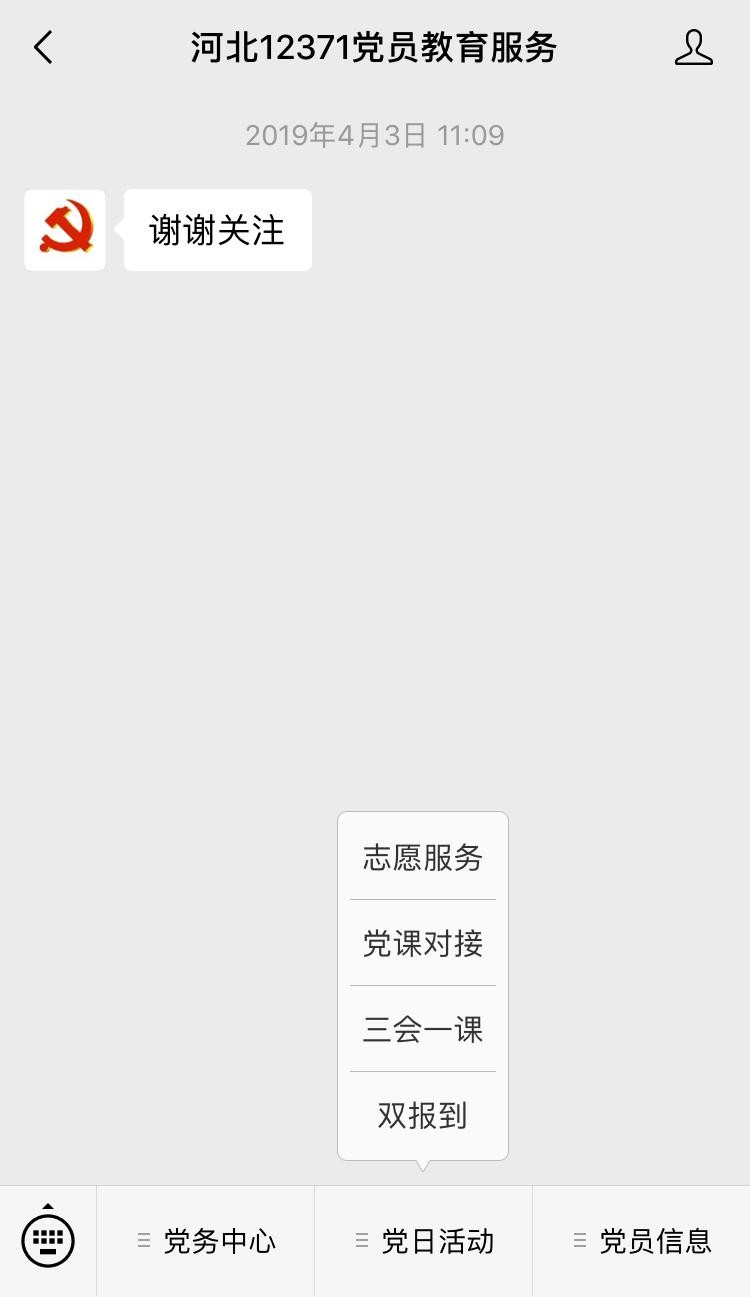 河北12371党员教育服务
2019年4月3日 11:09
谢谢关注
志愿服务
党课对接
三会一课
双报到
党务中心
党日活动
党员信息